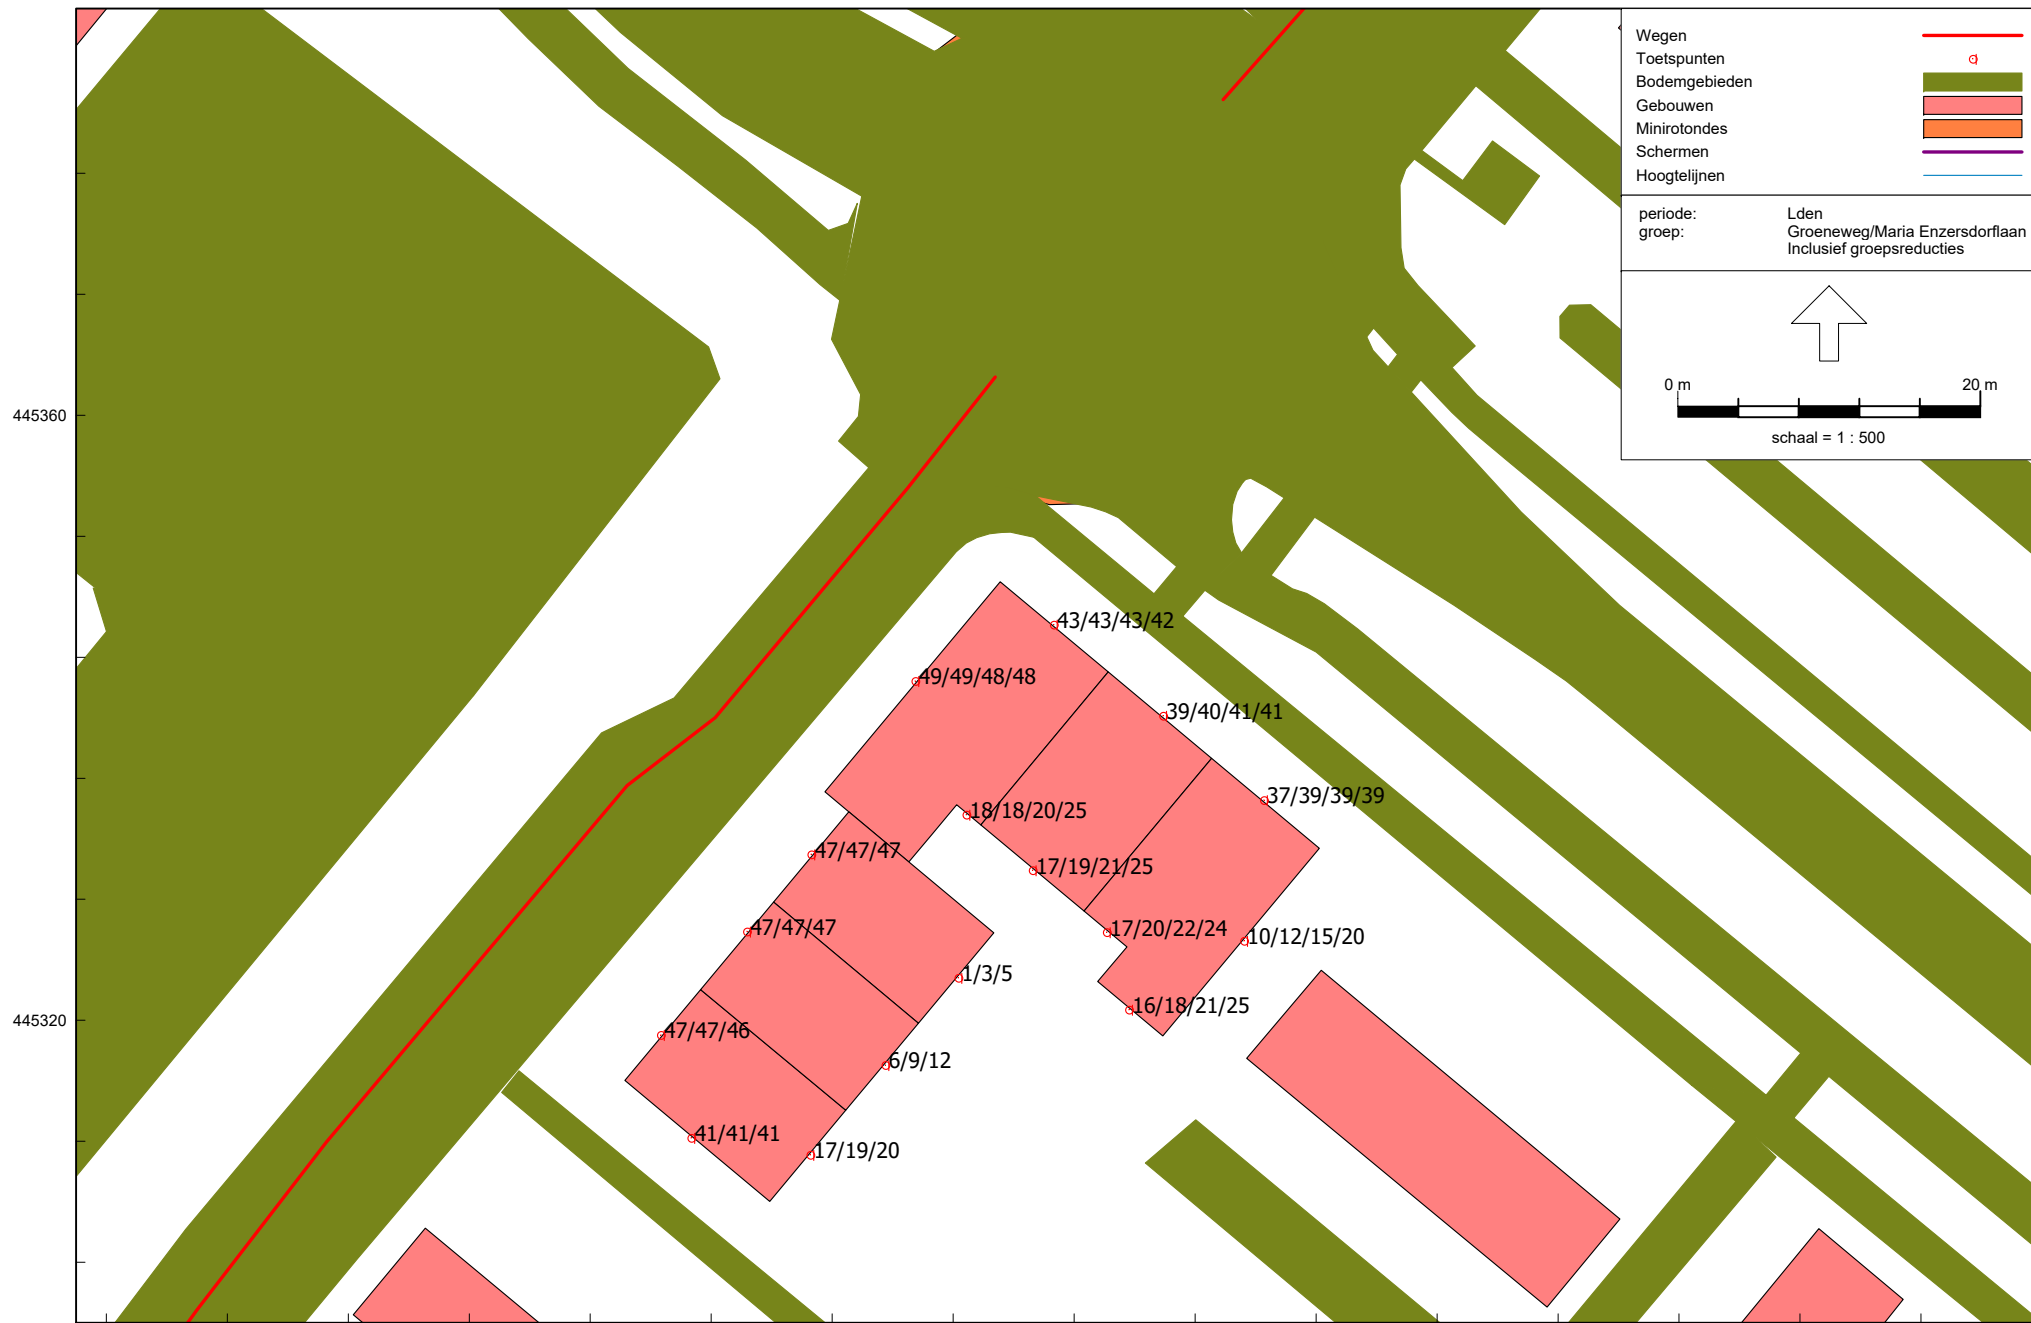 Wegen
Toetspunten
Bodemgebieden
Gebouwen
Minirotondes
Schermen
Hoogtelijnen
periode: Lden
groep: Groeneweg/Maria Enzersdorflaan
Inclusief groepsreducties
0 m 20 m
schaal = 1 : 500
445360
43/43/43/42
49/49/48/48
39/40/41/41
37/39/39/39
18/18/20/25
47/47/47
17/19/21/25
47/47/47
17/20/22/24
10/12/15/20
1/3/5
16/18/21/25
445320
47/47/46
6/9/12
41/41/41
17/19/20